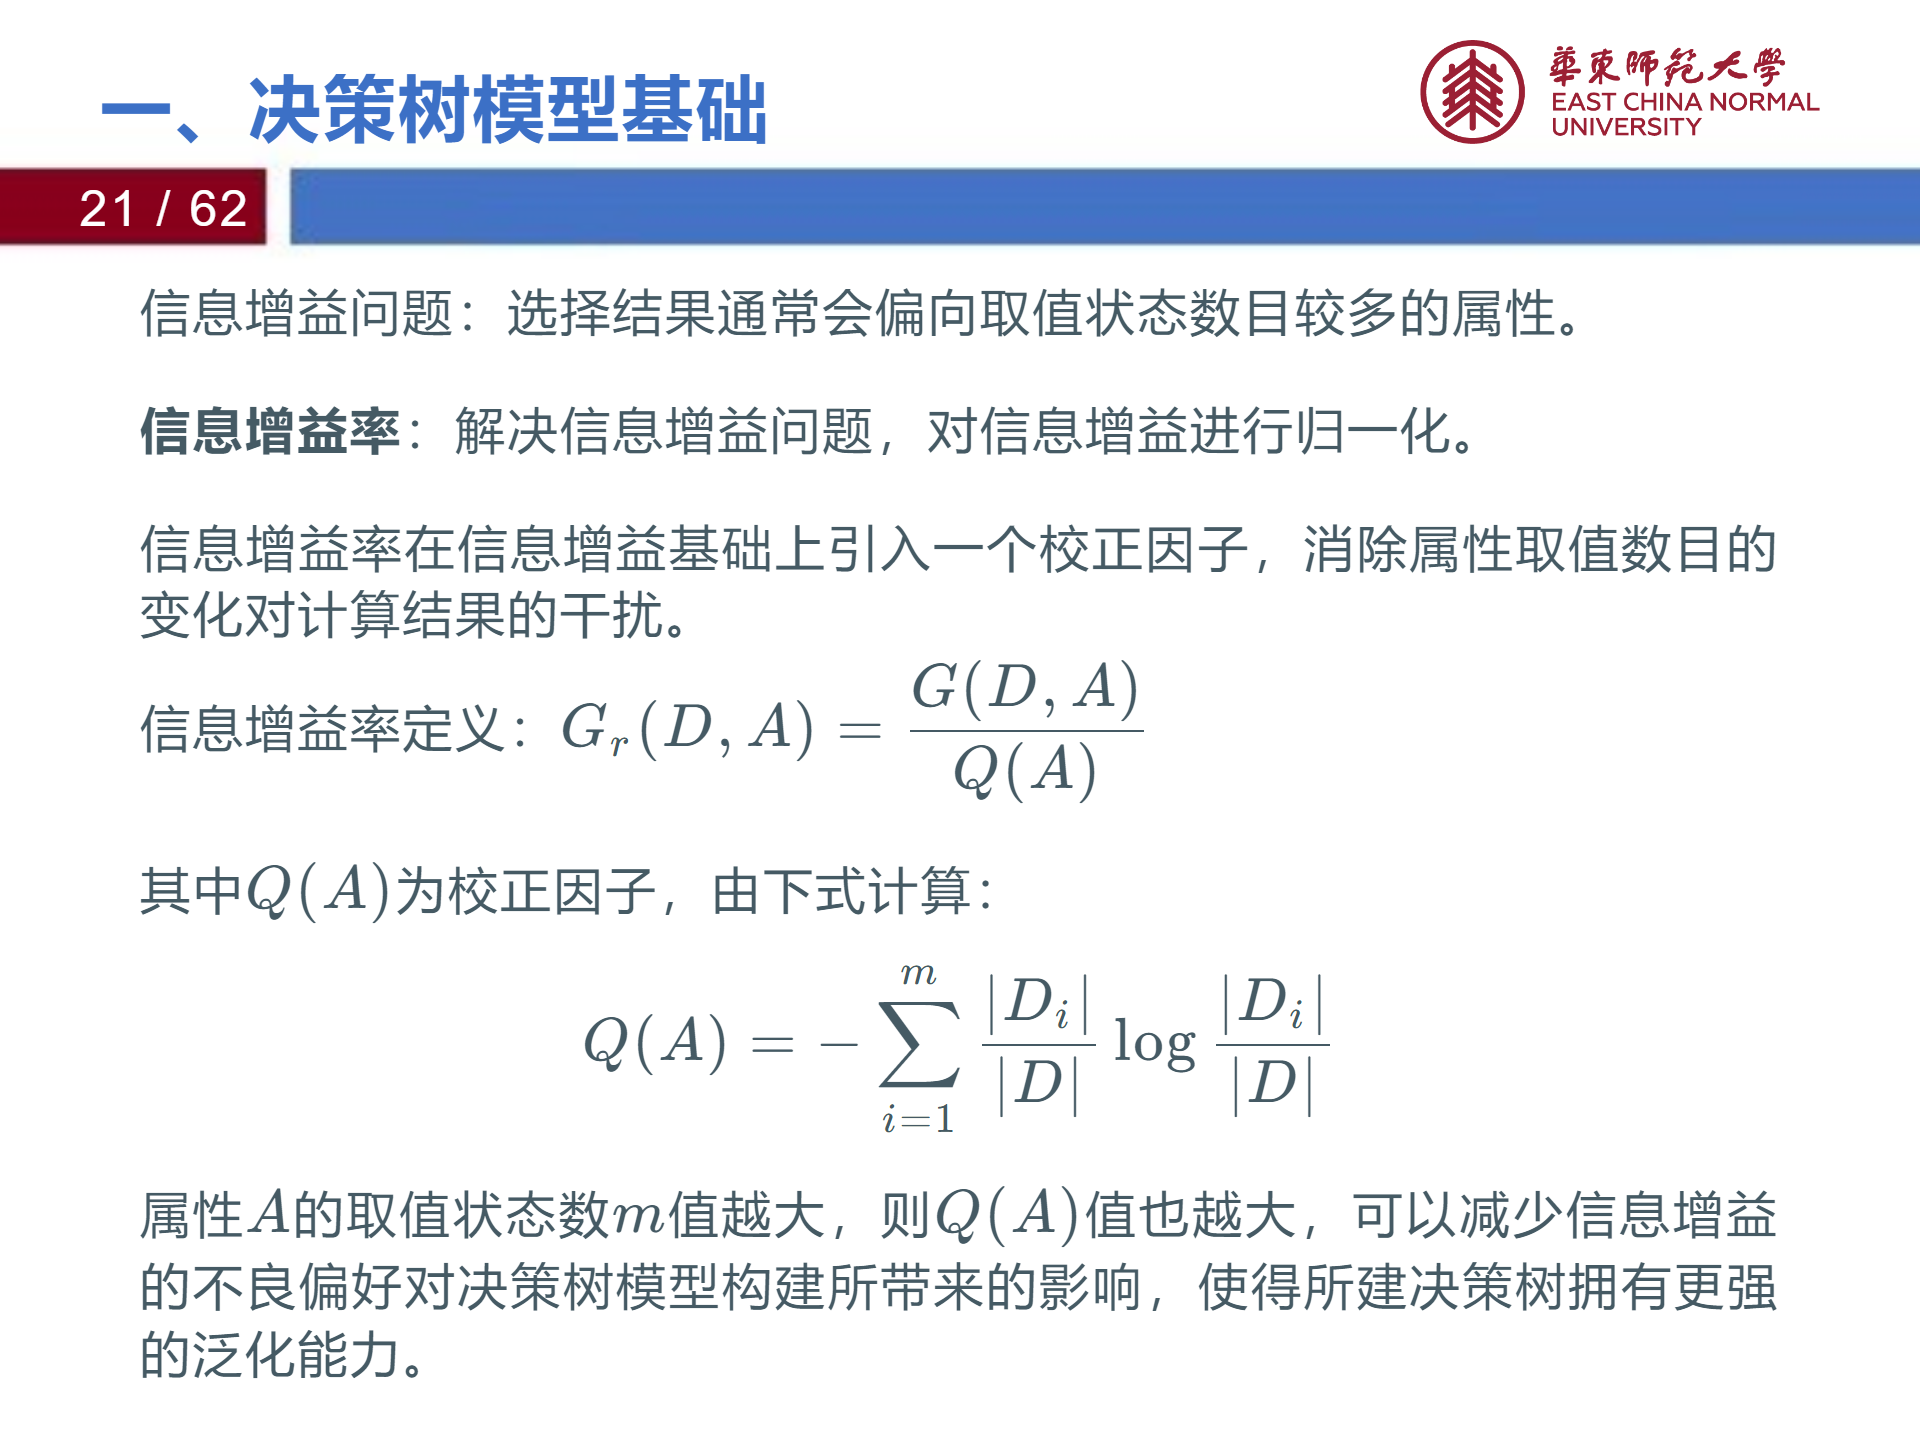 一、决策树模型基础
華東师范大學
EAST CHINA NORMAL
UNIVERSITY
21 / 62
信息增益问题：选择结果通常会偏向取值状态数目较多的属性。
信息增益率：解决信息增益问题，对信息增益进行归一化。
信息增益率在信息增益基础上引入一个校正因子，消除属性取值数目的
变化对计算结果的干扰。
信息增益率定义：$G_r(D, A) = \frac{G(D, A)}{Q(A)}$
其中$Q(A)$为校正因子，由下式计算：
$Q(A) = -\sum_{i=1}^{m} \frac{|D_i|}{|D|} \log \frac{|D_i|}{|D|}$
属性$A$的取值状态数$m$值越大，则$Q(A)$值也越大，可以减少信息增益
的不良偏好对决策树模型构建所带来的影响，使得所建决策树拥有更强
的泛化能力。